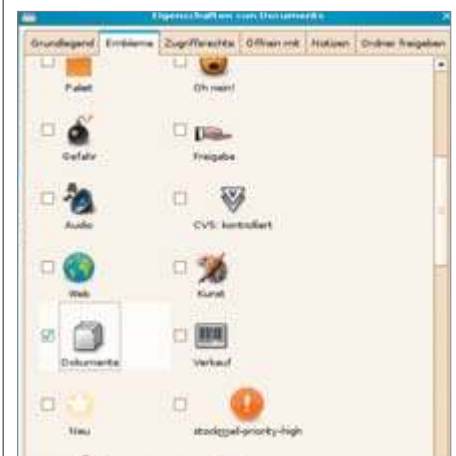 Eigenschaften von Documents
Grundlegend Embleme Zugriffsrechte Öffnen mit Notizen Ordner freigeben
Paket Oh nein!
Gefahr Freigabe
Audio CVS: kontrolliert
Web Kunst
Dokumente Verkauf
Neu stock_mail-priority-high